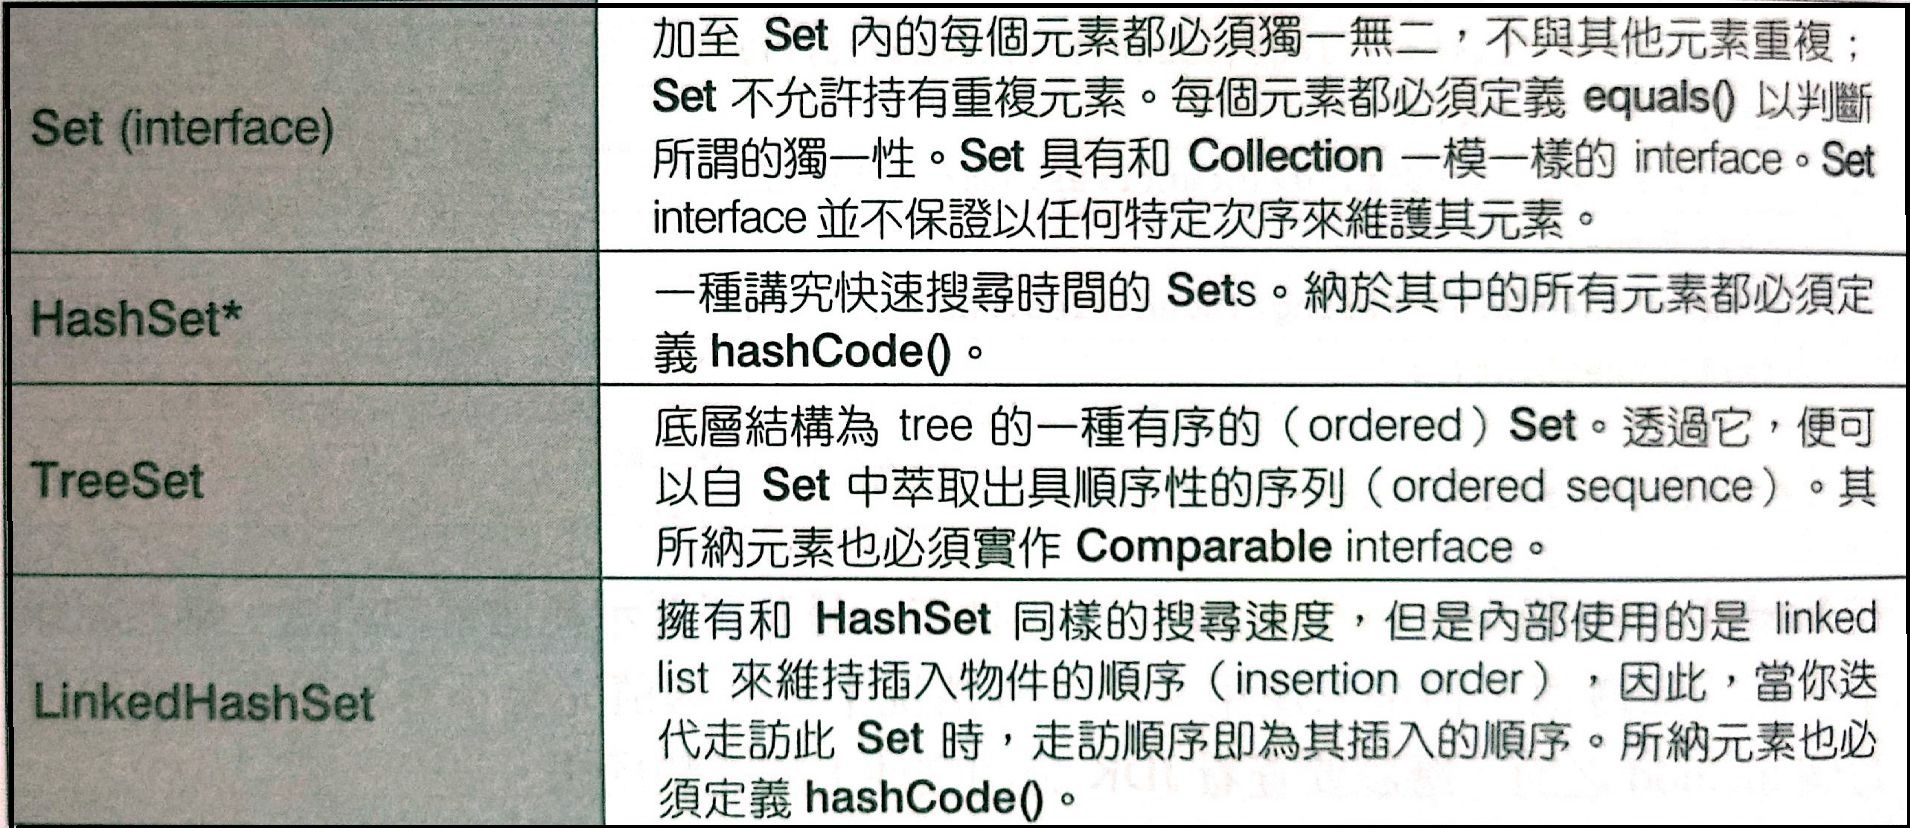 Set (interface)
加至 Set 內的每個元素都必須獨一無二，不與其他元素重複；
Set 不允許持有重複元素。每個元素都必須定義 equals() 以判斷
所謂的獨一性。Set 具有和 Collection 一模一樣的 interface。Set
interface 並不保證以任何特定次序來維護其元素。
HashSet*
一種講究快速搜尋時間的 Sets。納於其中的所有元素都必須定
義 hashCode()。
TreeSet
底層結構為 tree 的一種有序的（ordered）Set。透過它，便可
以自 Set 中萃取出具順序性的序列（ordered sequence）。其
所納元素也必須實作 Comparable interface。
LinkedHashSet
擁有和 HashSet 同樣的搜尋速度，但是內部使用的是 linked
list 來維持插入物件的順序（insertion order），因此，當你迭
代走訪此 Set 時，走訪順序即為其插入的順序。所納元素也必
須定義 hashCode()。